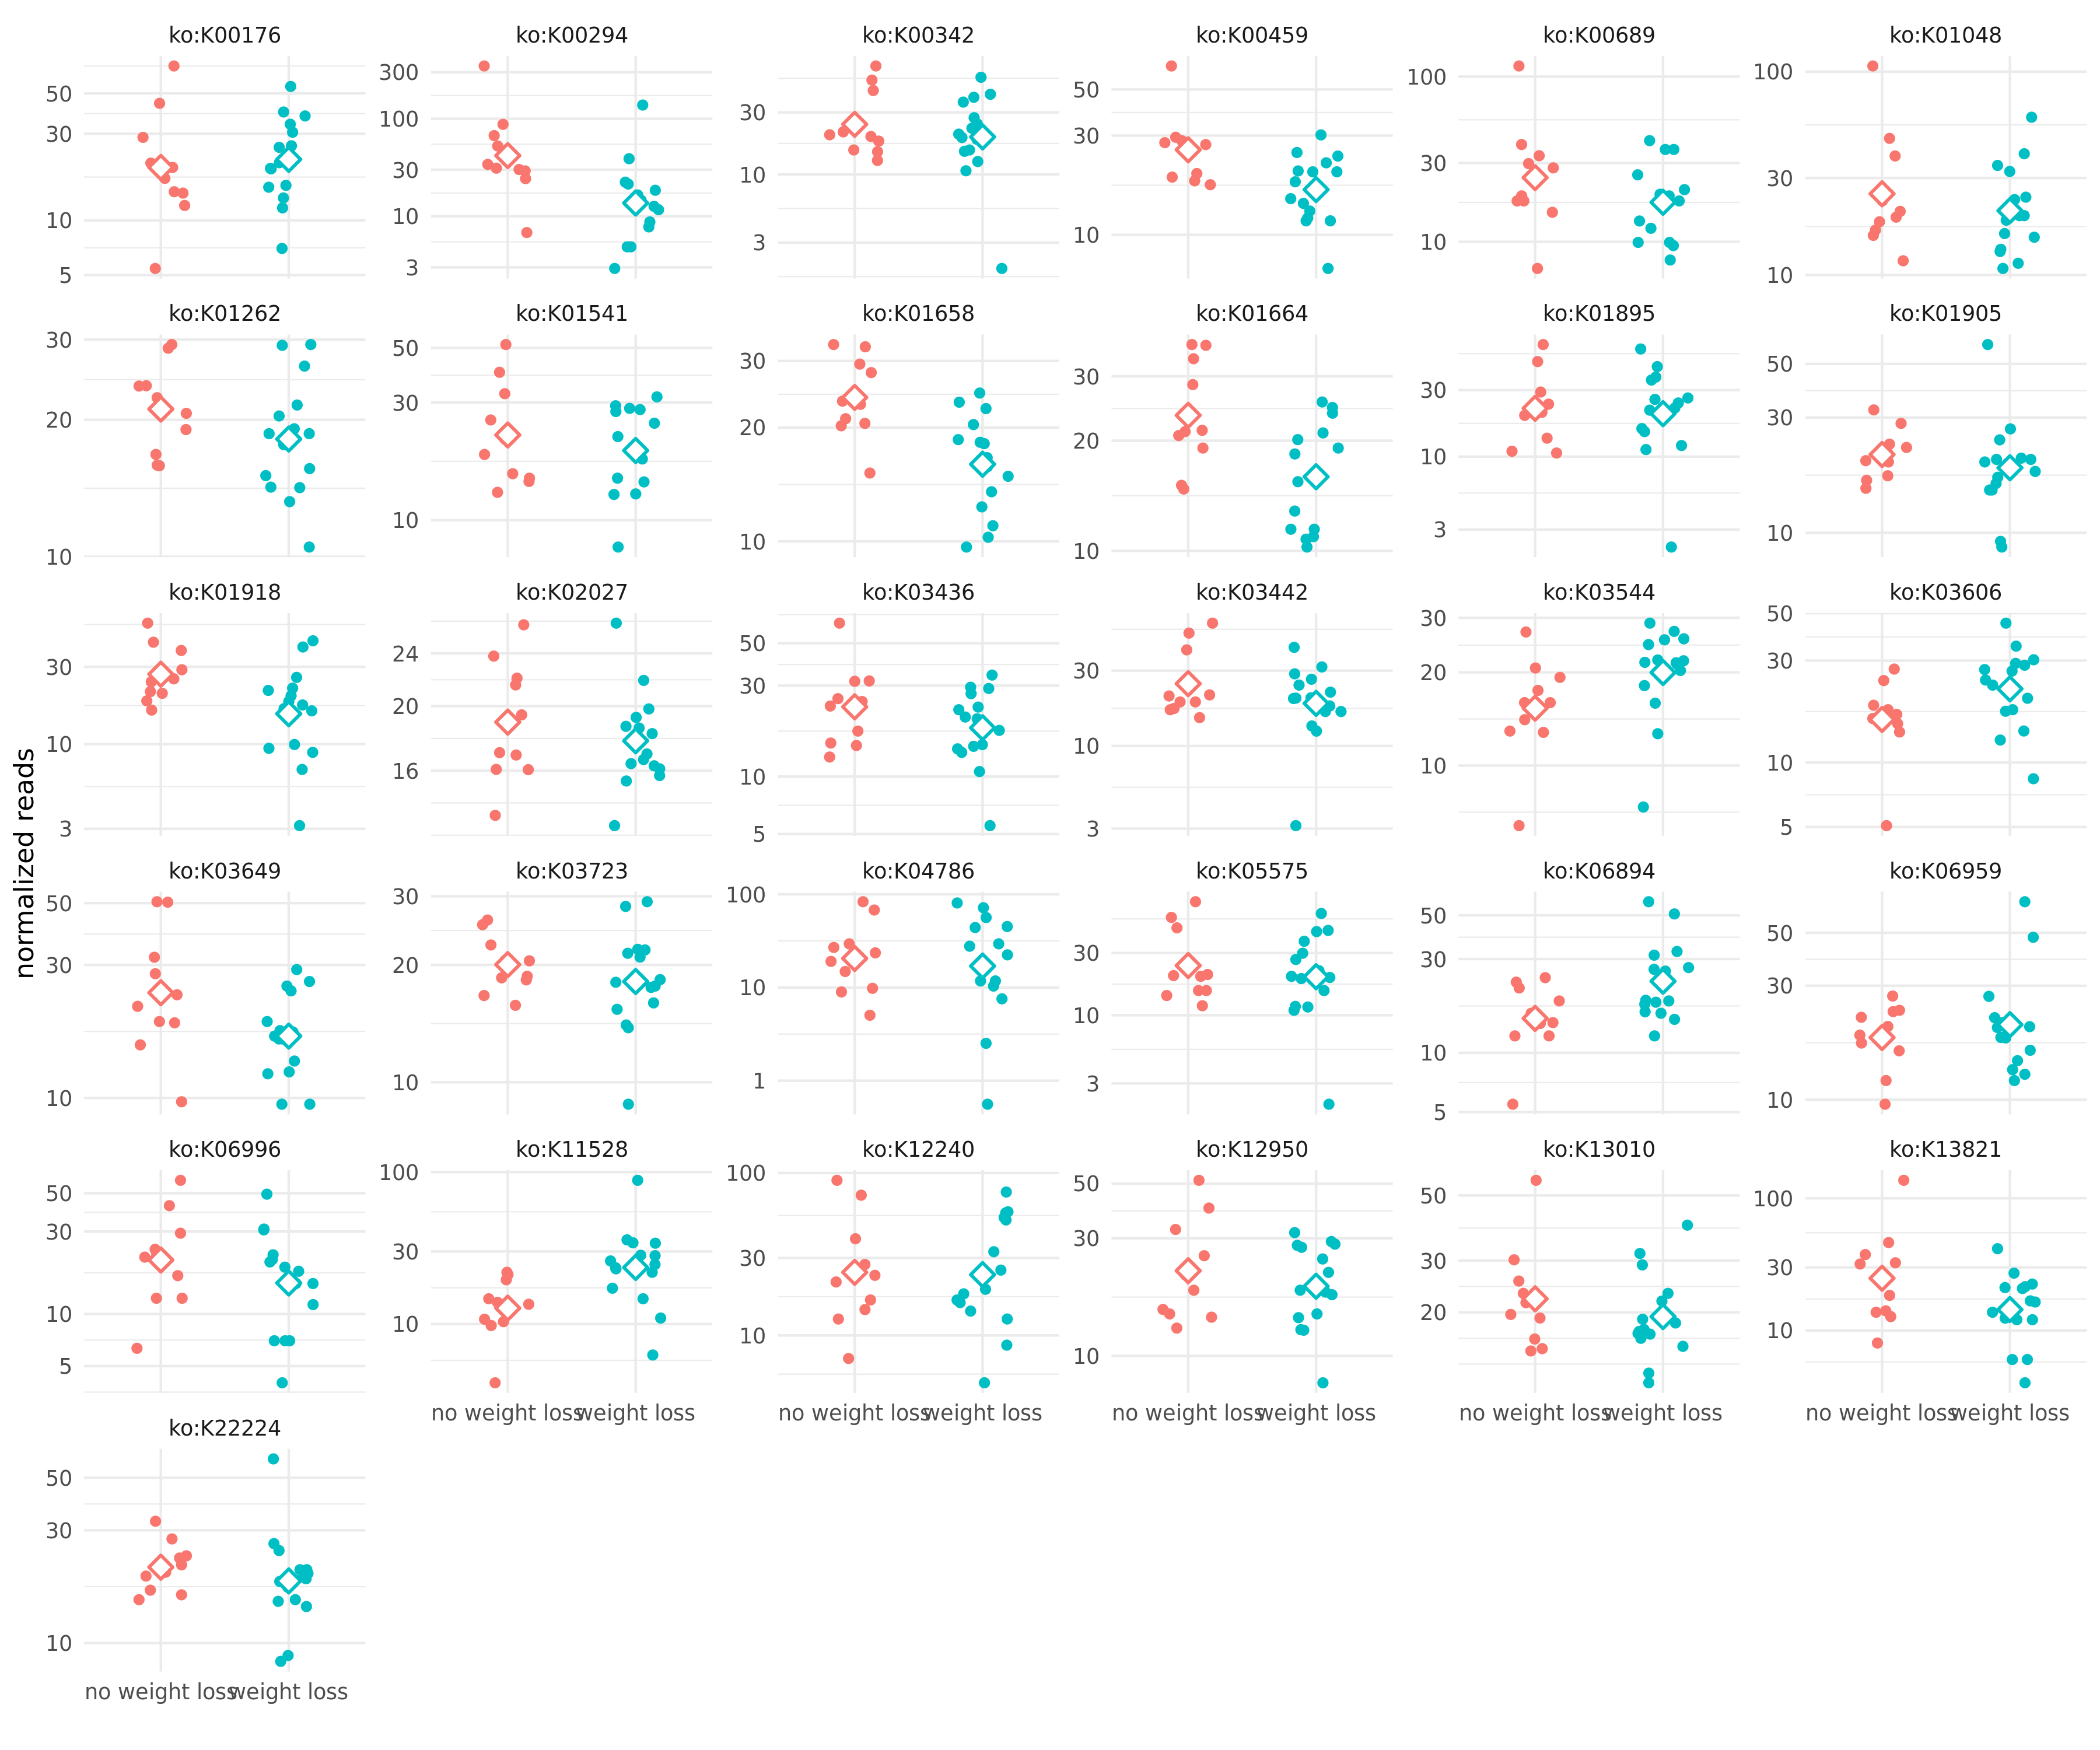 ko:K00176 ko:K00294 ko:K00342 ko:K00459 ko:K00689 ko:K01048
50 30 10 5
300 100 30 10 3
30 10 3
50 30 10
100 30 10
100 30 10
ko:K01262 ko:K01541 ko:K01658 ko:K01664 ko:K01895 ko:K01905
30 20 10
50 30 10
30 20 10
30 20 10
30 10 3
50 30 10
ko:K01918 ko:K02027 ko:K03436 ko:K03442 ko:K03544 ko:K03606
30 10 3
24 20 16
50 30 10 5
30 10 3
30 20 10
50 30 10 5
normalized reads
ko:K03649 ko:K03723 ko:K04786 ko:K05575 ko:K06894 ko:K06959
50 30 10
30 20 10
100 10 1
30 10 3
50 30 10 5
50 30 10
ko:K06996 ko:K11528 ko:K12240 ko:K12950 ko:K13010 ko:K13821
50 30 10 5
100 30 10
100 30 10
50 30 10
50 30 20
100 30 10
no weight loss weight loss no weight loss weight loss no weight loss weight loss no weight loss weight loss no weight loss weight loss
ko:K22224
50 30 10
no weight loss weight loss